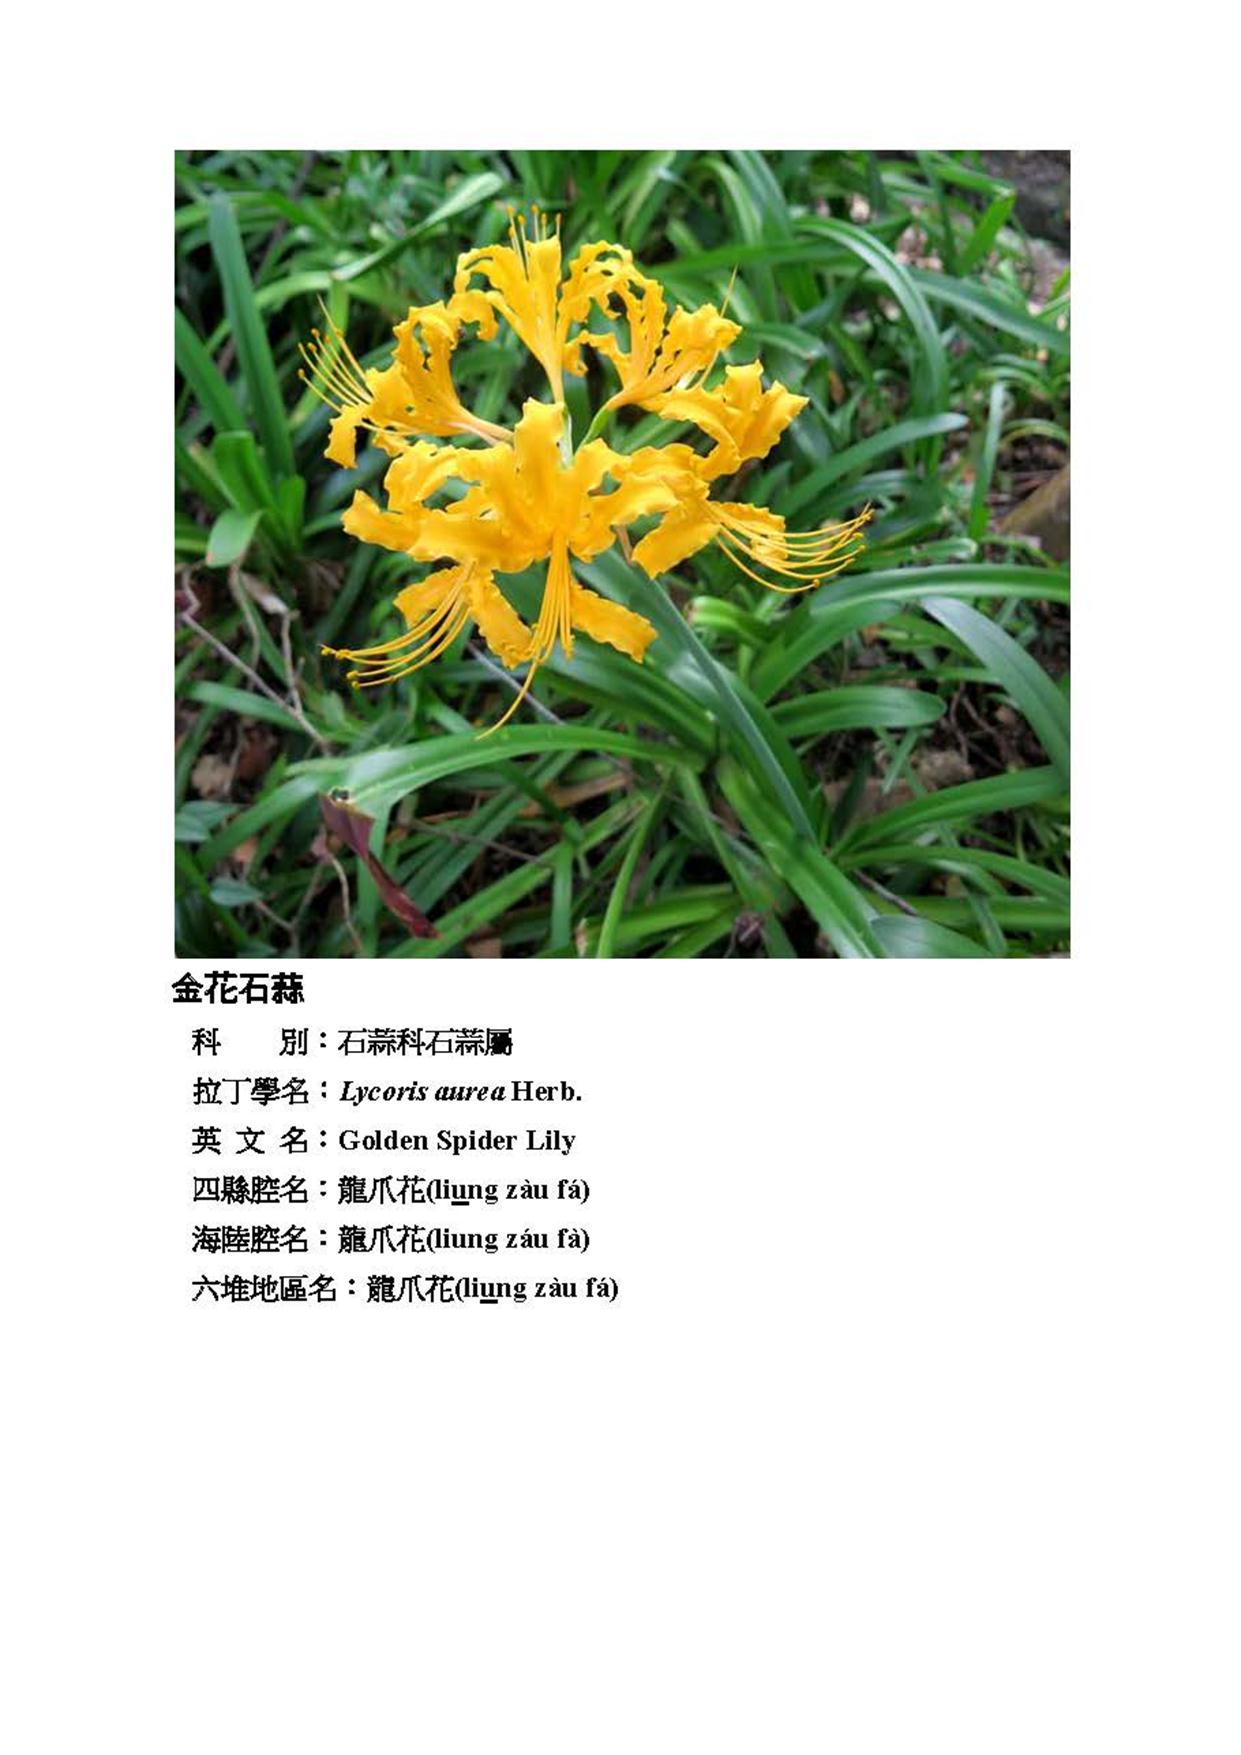 金花石蒜
科　　別：石蒜科石蒜屬
拉丁學名：Lycoris aurea Herb.
英 文 名：Golden Spider Lily
四縣腔名：龍爪花(liung zàu fá)
海陸腔名：龍爪花(liung záu fà)
六堆地區名：龍爪花(liung zàu fá)